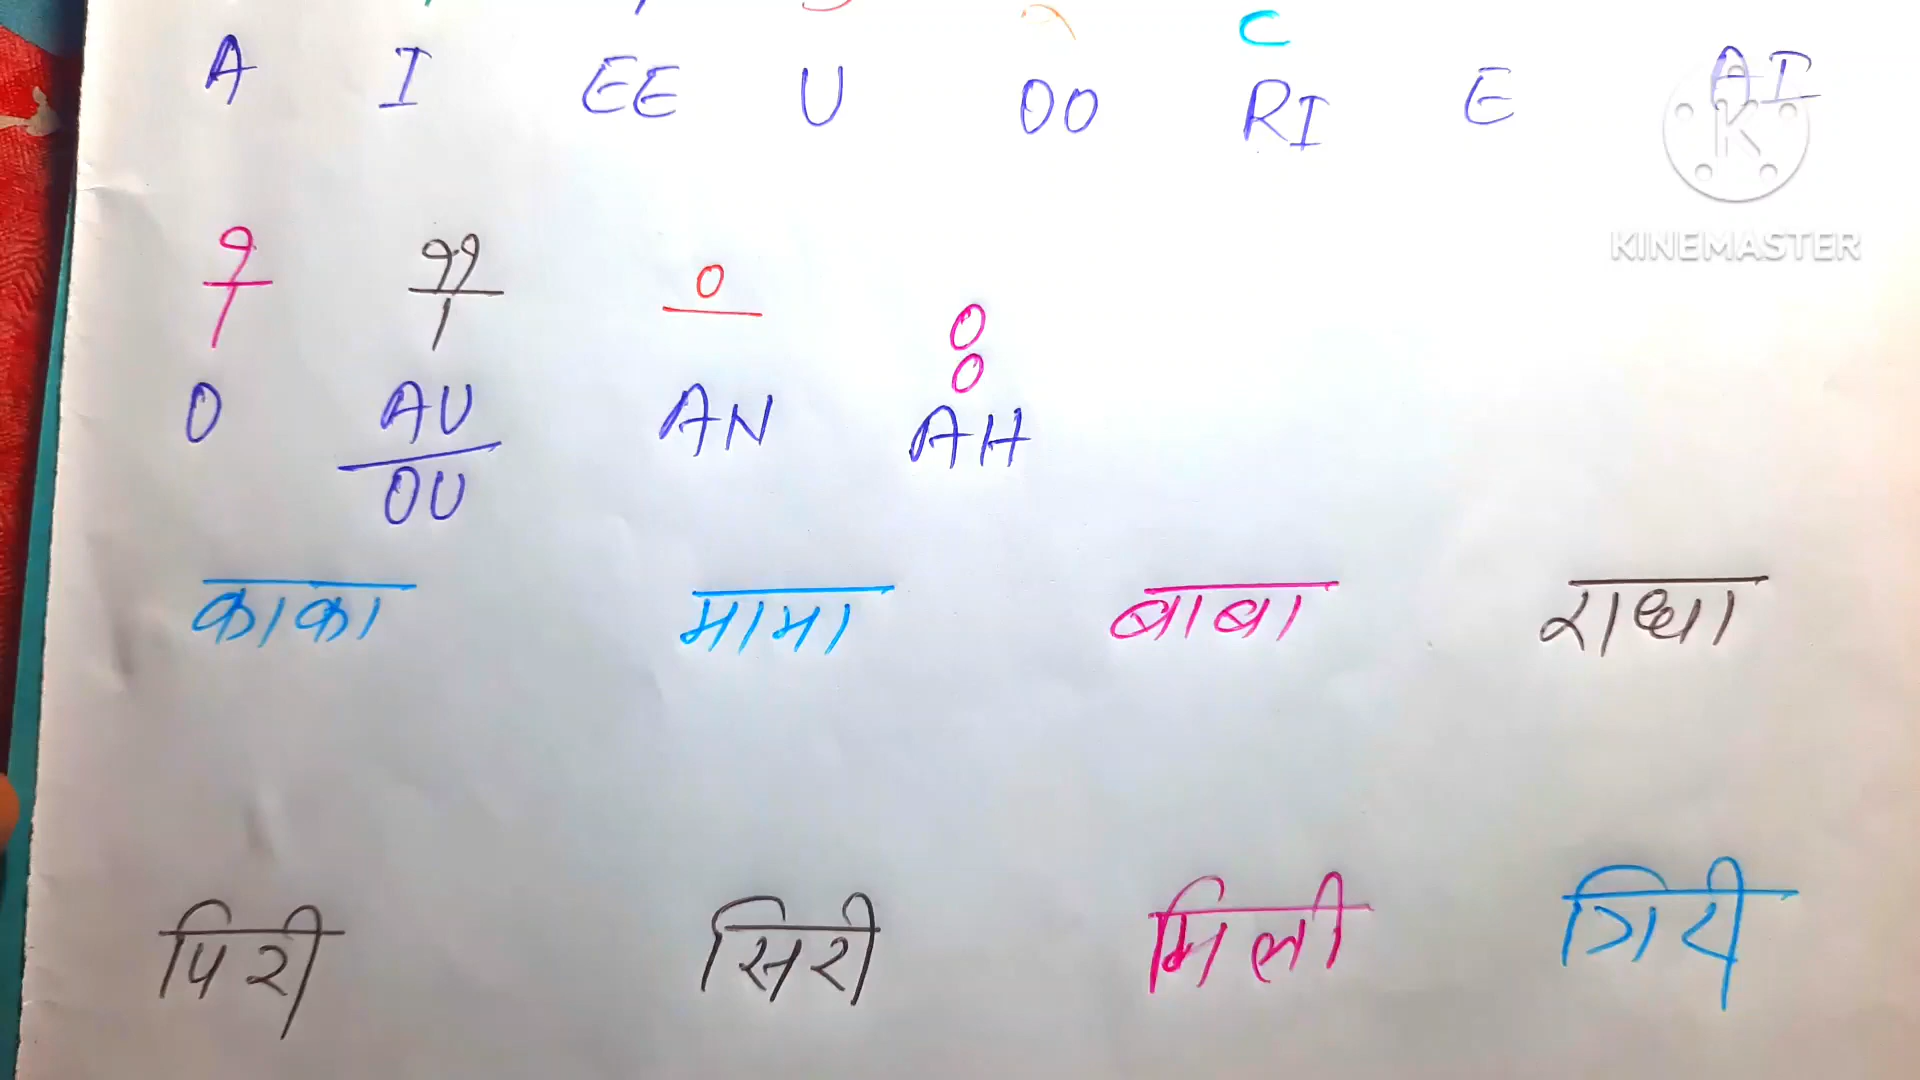 A I EE U OO RI E AI
KINEMASTER
ो ौ ं ः
O AU AN AH
OU
काका मामा बाबा राधा
पिरी सिरी मिली